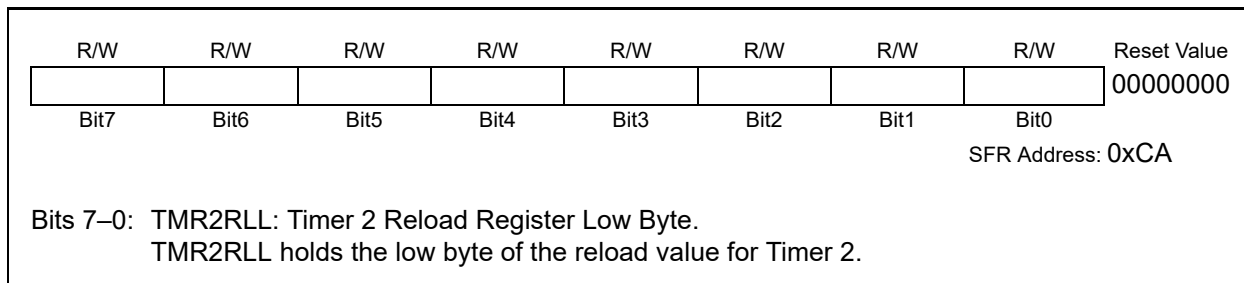 R/W R/W R/W R/W R/W R/W R/W R/W Reset Value
00000000
Bit7 Bit6 Bit5 Bit4 Bit3 Bit2 Bit1 Bit0
SFR Address: 0xCA
Bits 7–0: TMR2RLL: Timer 2 Reload Register Low Byte.
TMR2RLL holds the low byte of the reload value for Timer 2.